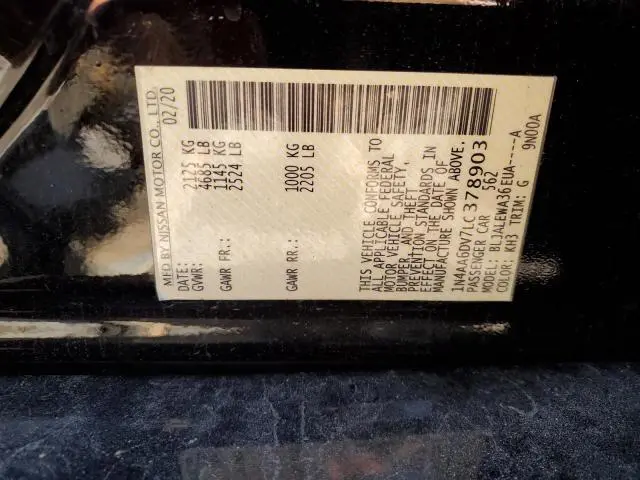 MFD BY NISSAN MOTOR CO., LTD.
DATE: 02/20
GVWR: 2125 KG
4685 LB
GAWR FR.: 1145 KG
2524 LB
GAWR RR.: 1000 KG
2205 LB
THIS VEHICLE CONFORMS TO
ALL APPLICABLE FEDERAL
MOTOR VEHICLE SAFETY,
BUMPER AND THEFT
PREVENTION STANDARDS IN
EFFECT ON THE DATE OF
MANUFACTURE SHOWN ABOVE.
1N4AA6DV7LC378903
PASSENGER CAR 562
MODEL: BLIALEWA36EUA-----A
COLOR: KH3 TRIM: G 9N00A